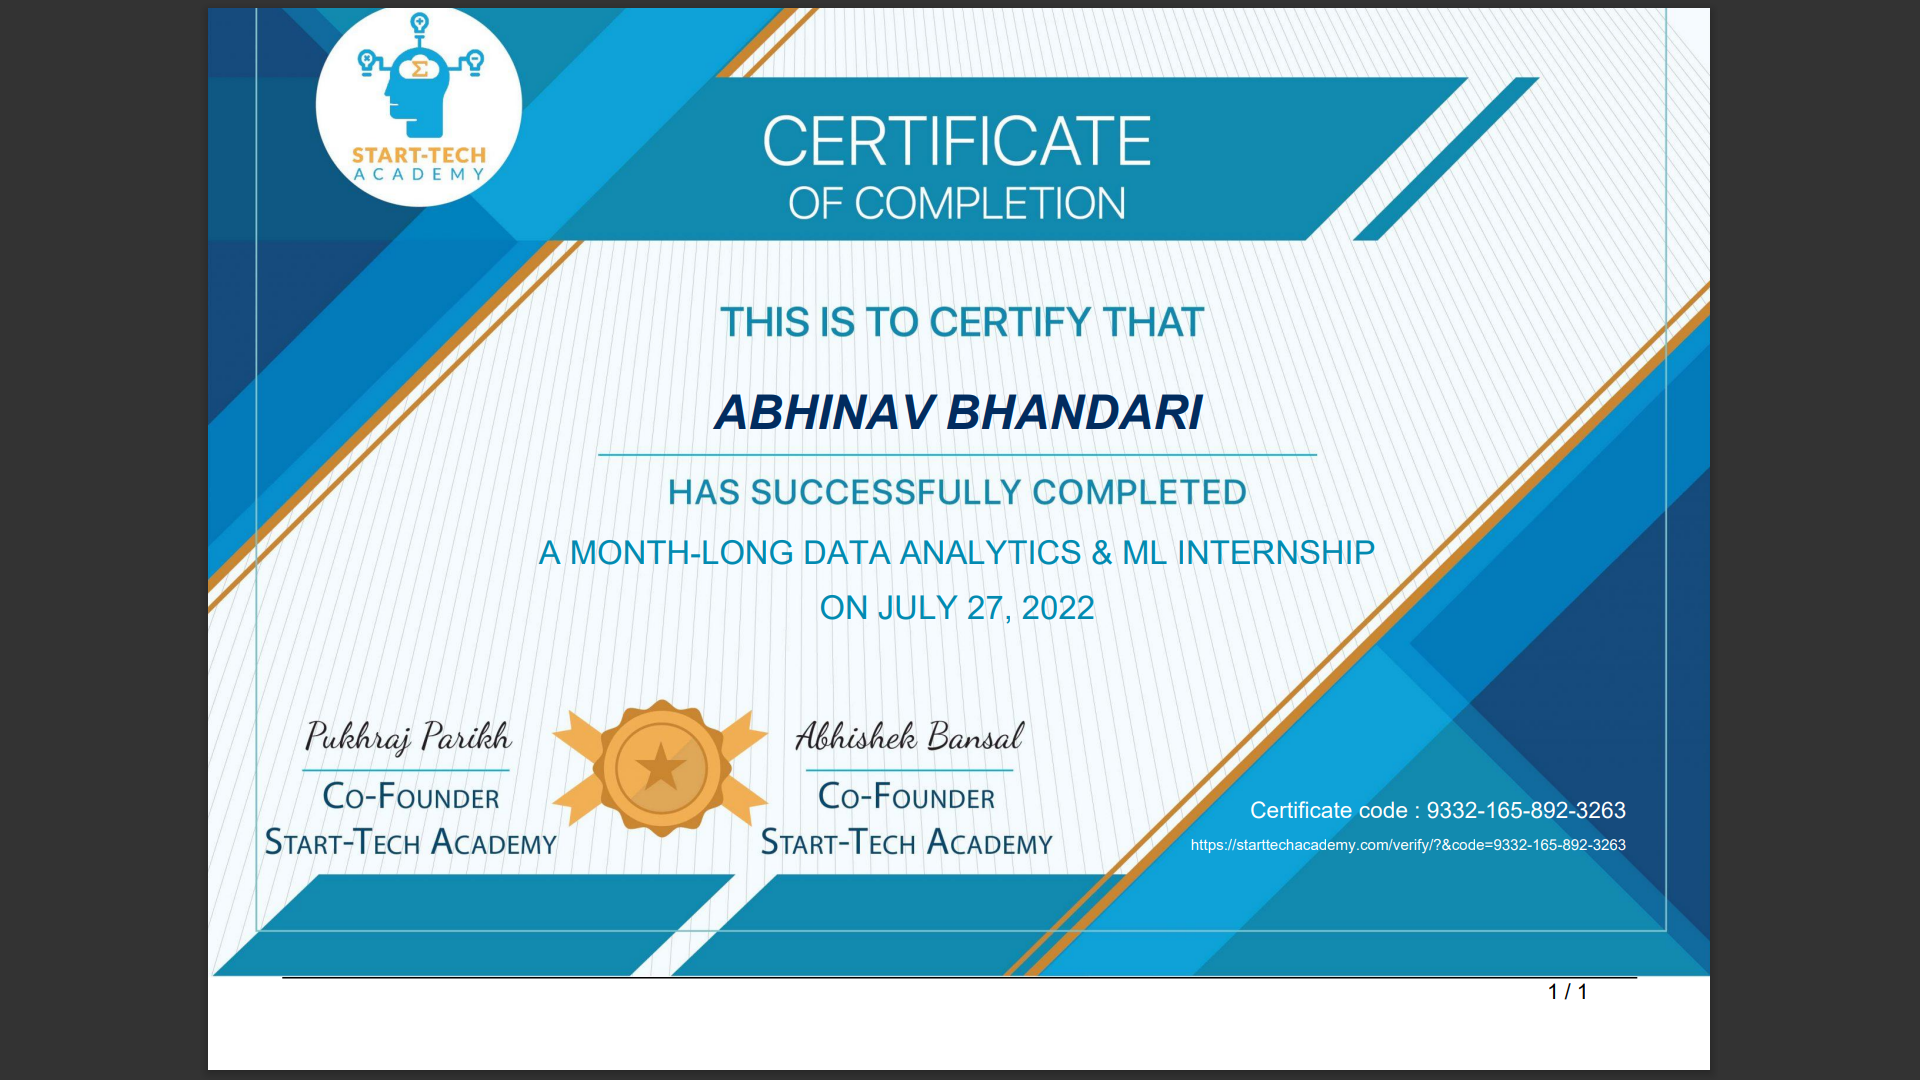 START-TECH
ACADEMY
CERTIFICATE
OF COMPLETION
THIS IS TO CERTIFY THAT
ABHINAV BHANDARI
HAS SUCCESSFULLY COMPLETED
A MONTH-LONG DATA ANALYTICS & ML INTERNSHIP
ON JULY 27, 2022
Pukhraj Parikh
Co-Founder
Start-Tech Academy
Abhishek Bansal
Co-Founder
Start-Tech Academy
Certificate code : 9332-165-892-3263
https://starttechacademy.com/verify/?&code=9332-165-892-3263
1 / 1